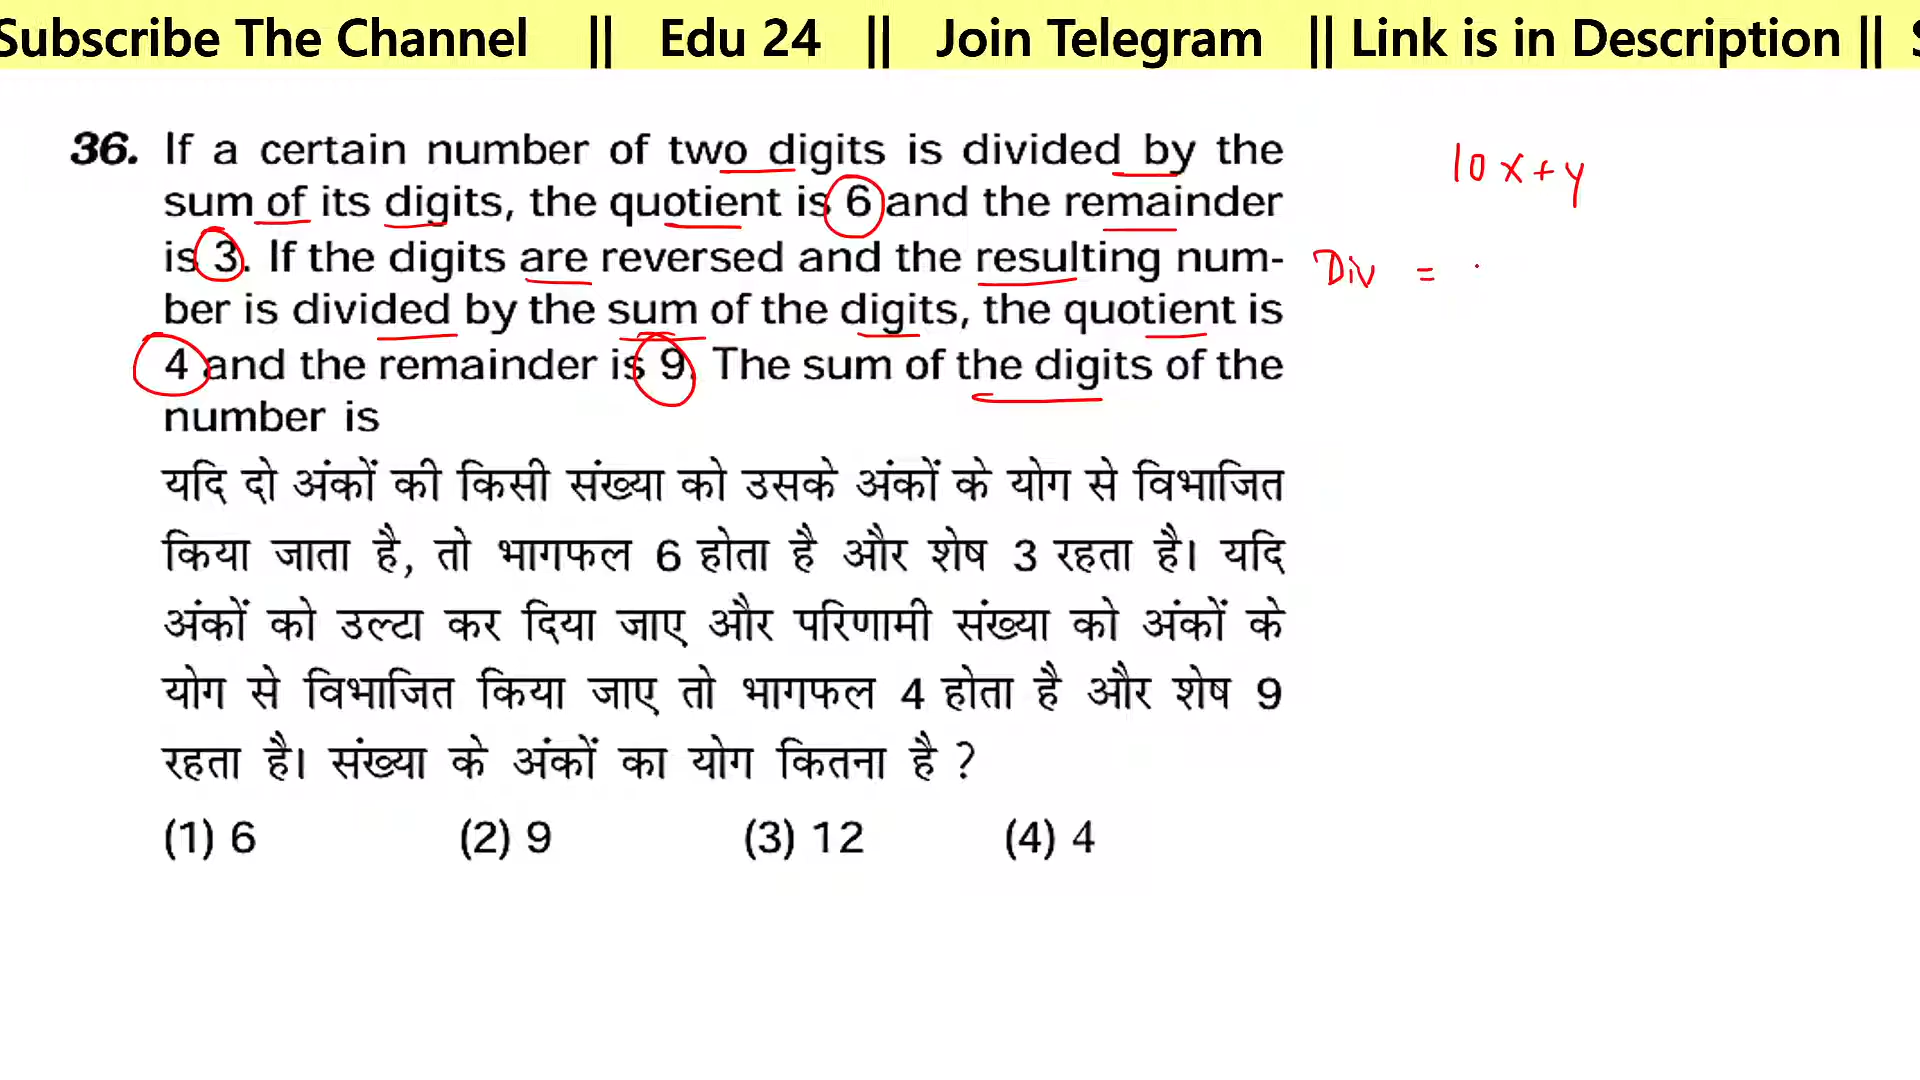 Subscribe The Channel || Edu 24 || Join Telegram || Link is in Description ||
36. If a certain number of two digits is divided by the
sum of its digits, the quotient is 6 and the remainder
is 3. If the digits are reversed and the resulting num-
ber is divided by the sum of the digits, the quotient is
4 and the remainder is 9. The sum of the digits of the
number is
यदि दो अंकों की किसी संख्या को उसके अंकों के योग से विभाजित
किया जाता है, तो भागफल 6 होता है और शेष 3 रहता है। यदि
अंकों को उल्टा कर दिया जाए और परिणामी संख्या को अंकों के
योग से विभाजित किया जाए तो भागफल 4 होता है और शेष 9
रहता है। संख्या के अंकों का योग कितना है ?
(1) 6 (2) 9 (3) 12 (4) 4
10x+y
Div =